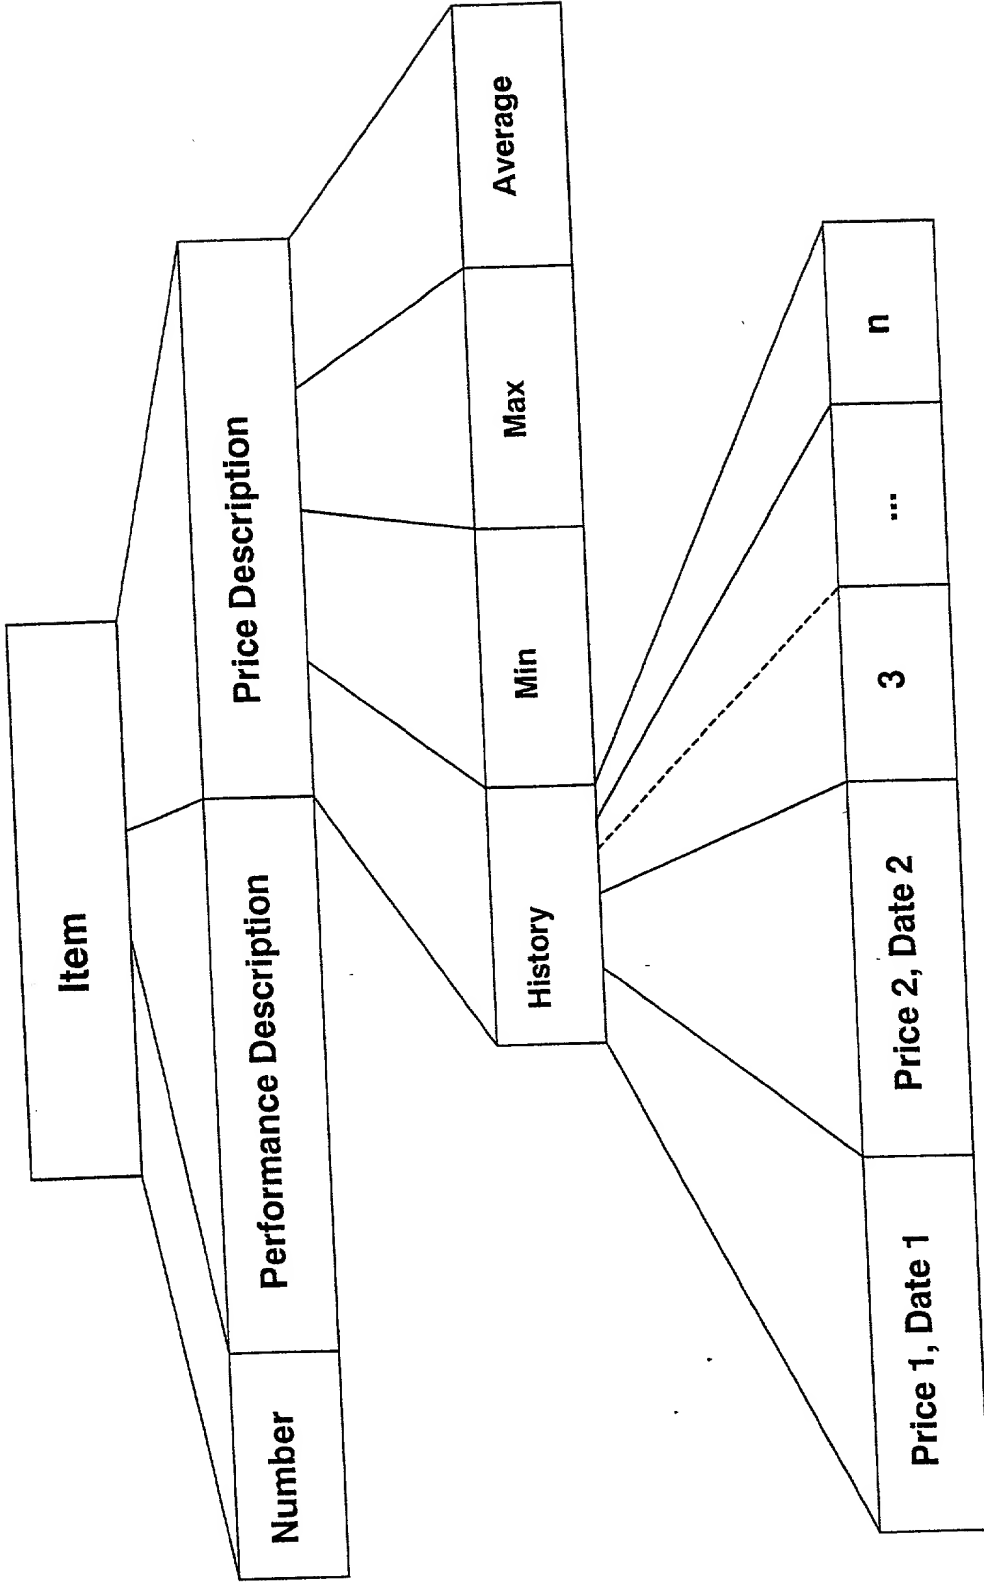 Item
Number
Performance Description
Price Description
History
Min
Max
Average
Price 1, Date 1
Price 2, Date 2
3
...
n